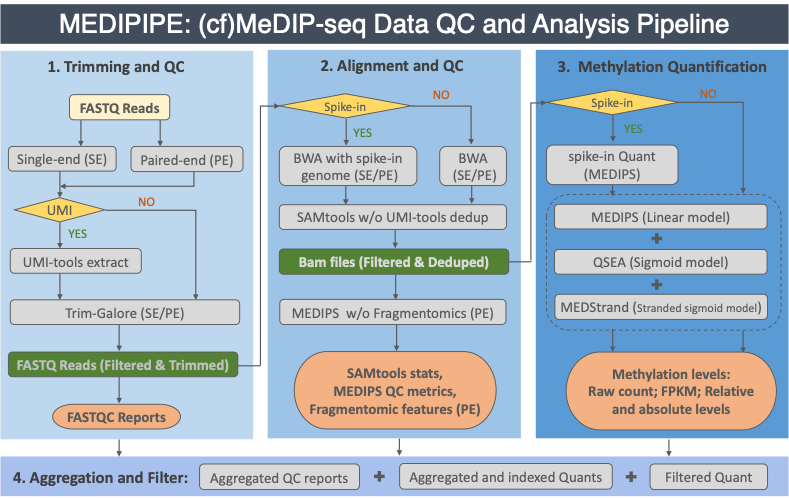 MEDIPIPE: (cf)MeDIP-seq Data QC and Analysis Pipeline
1. Trimming and QC
FASTQ Reads
Single-end (SE)
Paired-end (PE)
UMI
NO
YES
UMI-tools extract
Trim-Galore (SE/PE)
FASTQ Reads (Filtered & Trimmed)
FASTQC Reports
2. Alignment and QC
Spike-in
NO
YES
BWA with spike-in
genome (SE/PE)
BWA
(SE/PE)
SAMtools w/o UMI-tools dedup
Bam files (Filtered & Deduped)
MEDIPS w/o Fragmentomics (PE)
SAMtools stats,
MEDIPS QC metrics,
Fragmentomic features (PE)
3. Methylation Quantification
Spike-in
NO
YES
spike-in Quant
(MEDIPS)
MEDIPS (Linear model)
+
QSEA (Sigmoid model)
+
MEDStrand (Stranded sigmoid model)
Methylation levels:
Raw count; FPKM; Relative
and absolute levels
4. Aggregation and Filter: Aggregated QC reports + Aggregated and indexed Quants + Filtered Quant